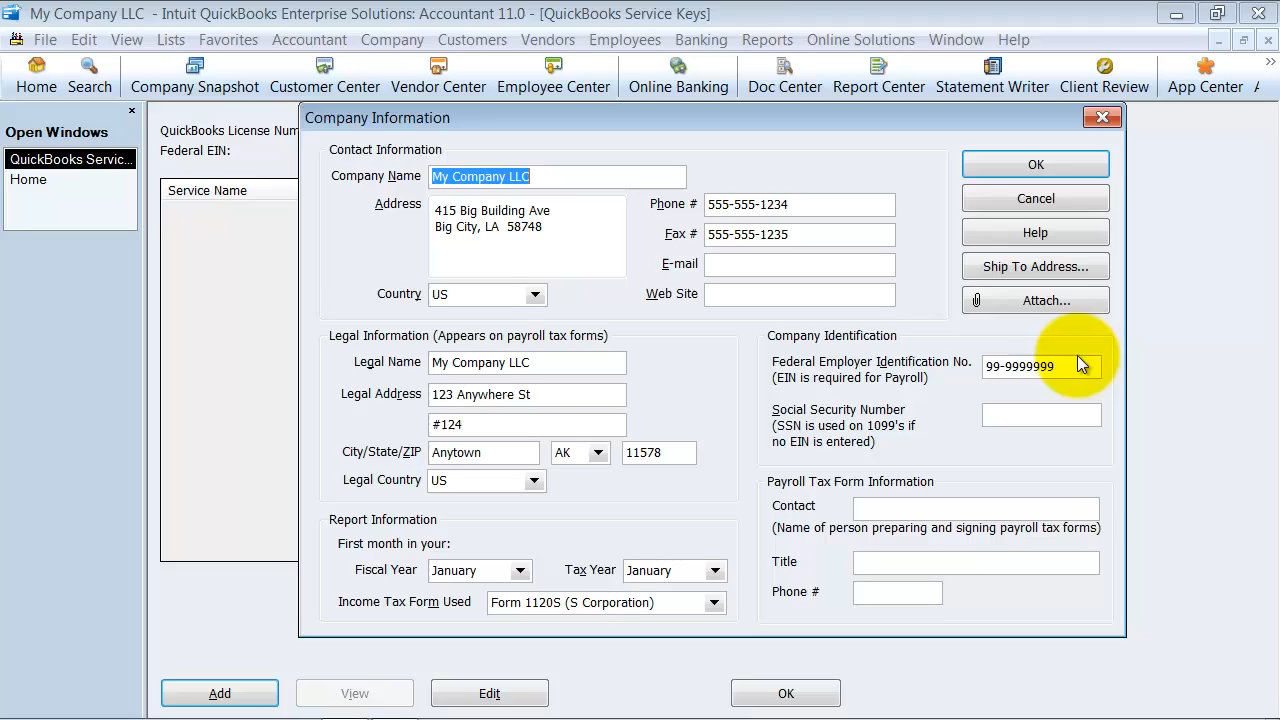 My Company LLC - Intuit QuickBooks Enterprise Solutions: Accountant 11.0 - [QuickBooks Service Keys]
File Edit View Lists Favorites Accountant Company Customers Vendors Employees Banking Reports Online Solutions Window Help
Home Search Company Snapshot Customer Center Vendor Center Employee Center Online Banking Doc Center Report Center Statement Writer Client Review App Center
Open Windows
QuickBooks Servic...
Home
QuickBooks License Num
Federal EIN:
Service Name
Company Information
Contact Information
Company Name My Company LLC
Address 415 Big Building Ave
Big City, LA 58748
Country US
Phone # 555-555-1234
Fax # 555-555-1235
E-mail
Web Site
OK
Cancel
Help
Ship To Address...
Attach...
Legal Information (Appears on payroll tax forms)
Legal Name My Company LLC
Legal Address 123 Anywhere St
#124
City/State/ZIP Anytown AK 11578
Legal Country US
Company Identification
Federal Employer Identification No. 99-9999999
(EIN is required for Payroll)
Social Security Number
(SSN is used on 1099's if
no EIN is entered)
Report Information
First month in your:
Fiscal Year January Tax Year January
Income Tax Form Used Form 1120S (S Corporation)
Payroll Tax Form Information
Contact
(Name of person preparing and signing payroll tax forms)
Title
Phone #
Add View Edit OK